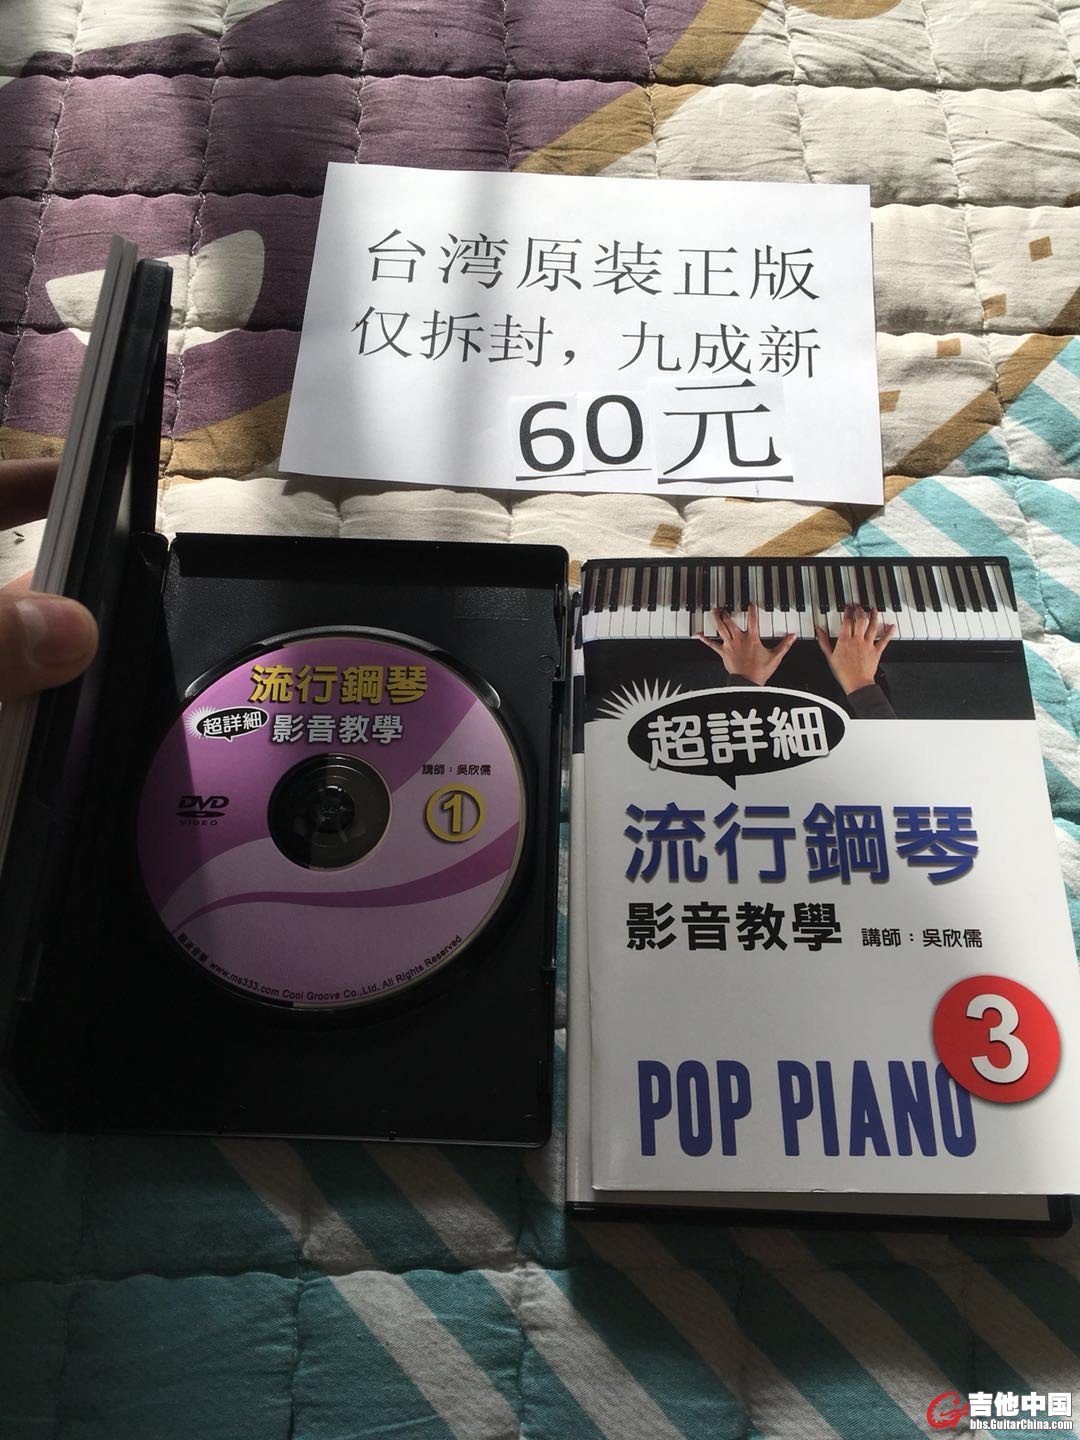 台湾原装正版
仅拆封，九成新
60元
流行鋼琴
超詳細
影音教學
講師：吳欣儒
DVD
VIDEO
1
www.ms333.com Cool Groove Co.,Ltd. All Rights Reserved
超詳細
流行鋼琴
影音教學 講師：吳欣儒
3
POP PIANO
吉他中国
bbs.GuitarChina.com